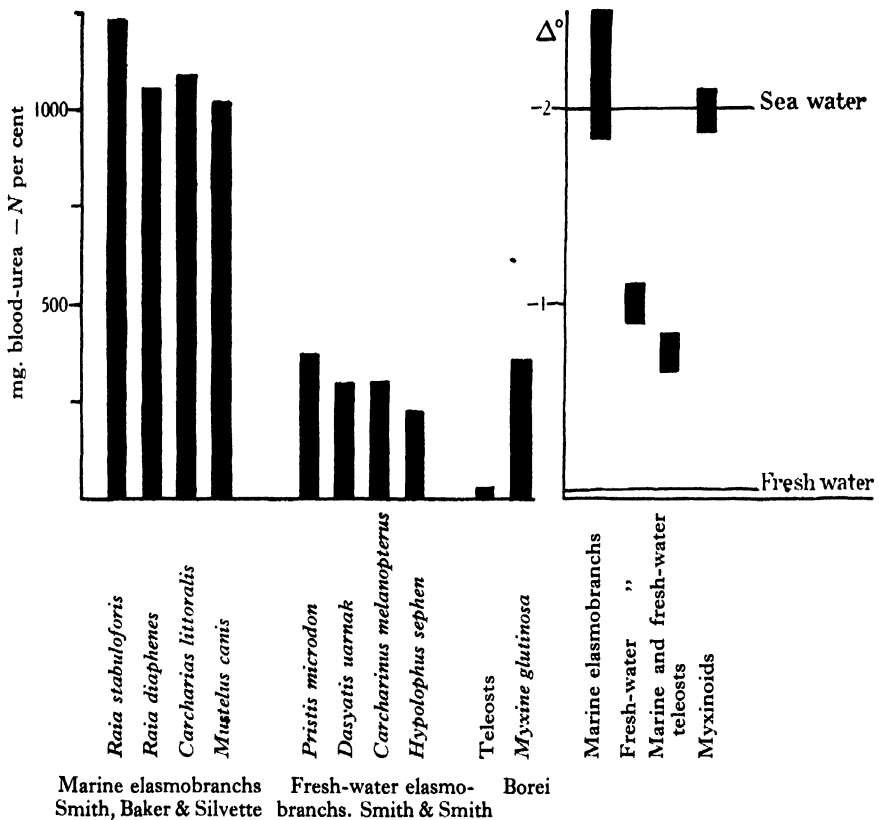 mg. blood-urea – N per cent
1000
500
Δ°
–2
–1
Sea water
Fresh water
Raia stabuloforis
Raia diaphenes
Carcharias littoralis
Mustelus canis
Pristis microdon
Dasyatis uarnak
Carcharinus melanopterus
Hypolophus sephen
Teleosts
Myxine glutinosa
Marine elasmobranchs
Fresh-water „
Marine and fresh-water
teleosts
Myxinoids
Marine elasmobranchs
Smith, Baker & Silvette
Fresh-water elasmo-
branchs. Smith & Smith
Borei